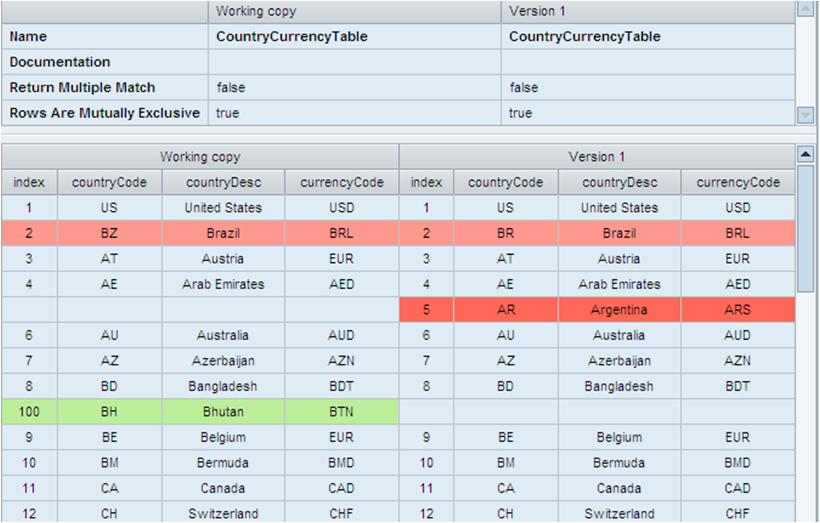 Working copy Version 1
Name CountryCurrencyTable CountryCurrencyTable
Documentation
Return Multiple Match false false
Rows Are Mutually Exclusive true true
Working copy Version 1
index countryCode countryDesc currencyCode index countryCode countryDesc currencyCode
1 US United States USD 1 US United States USD
2 BZ Brazil BRL 2 BR Brazil BRL
3 AT Austria EUR 3 AT Austria EUR
4 AE Arab Emirates AED 4 AE Arab Emirates AED
5 AR Argentina ARS
6 AU Australia AUD 6 AU Australia AUD
7 AZ Azerbaijan AZN 7 AZ Azerbaijan AZN
8 BD Bangladesh BDT 8 BD Bangladesh BDT
100 BH Bhutan BTN
9 BE Belgium EUR 9 BE Belgium EUR
10 BM Bermuda BMD 10 BM Bermuda BMD
11 CA Canada CAD 11 CA Canada CAD
12 CH Switzerland CHF 12 CH Switzerland CHF